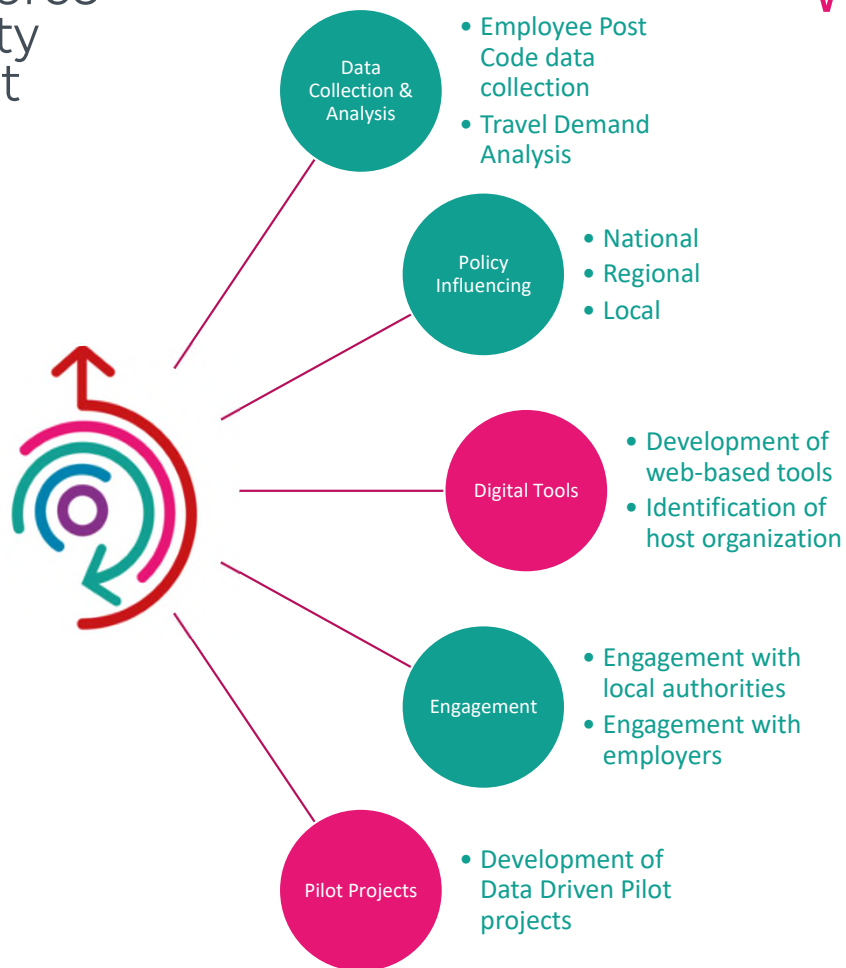 Data
Collection &
Analysis
• Employee Post
Code data
collection
• Travel Demand
Analysis
Policy
Influencing
• National
• Regional
• Local
Digital Tools
• Development of
web-based tools
• Identification of
host organization
Engagement
• Engagement with
local authorities
• Engagement with
employers
Pilot Projects
• Development of
Data Driven Pilot
projects